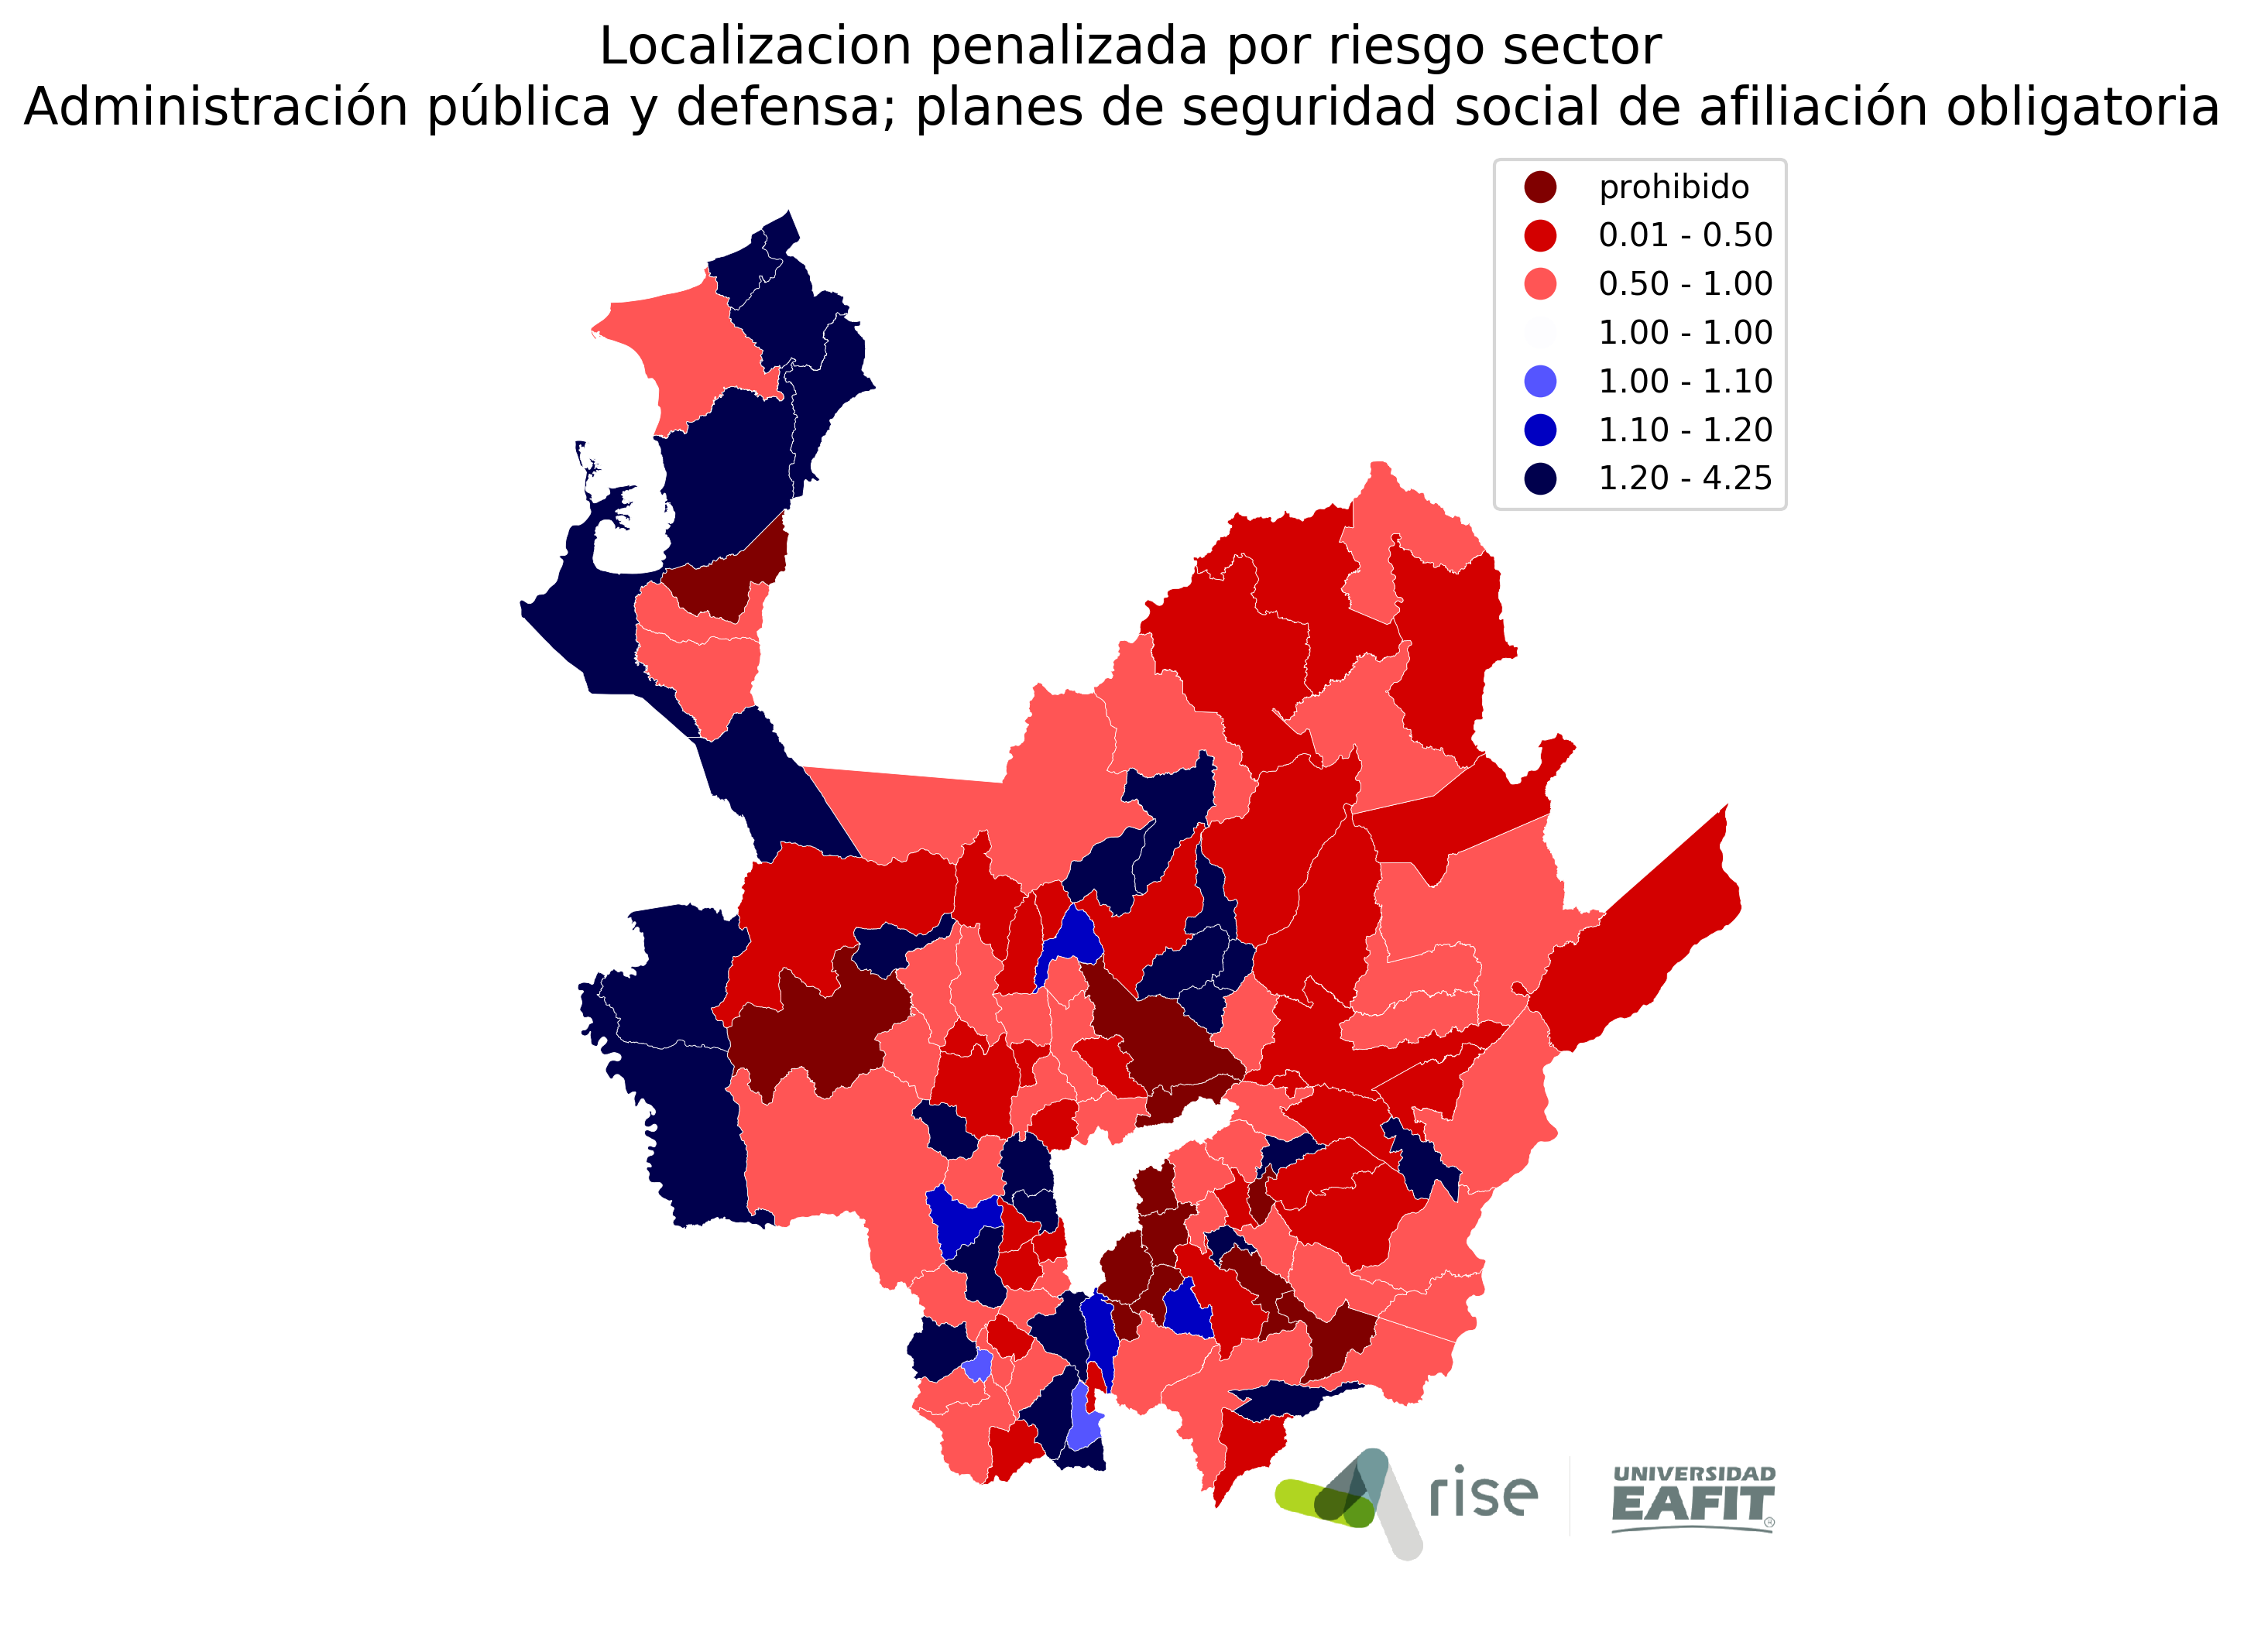 Localizacion penalizada por riesgo sector
Administración pública y defensa; planes de seguridad social de afiliación obligatoria
prohibido
0.01 - 0.50
0.50 - 1.00
1.00 - 1.00
1.00 - 1.10
1.10 - 1.20
1.20 - 4.25
rise
UNIVERSIDAD
EAFIT
®